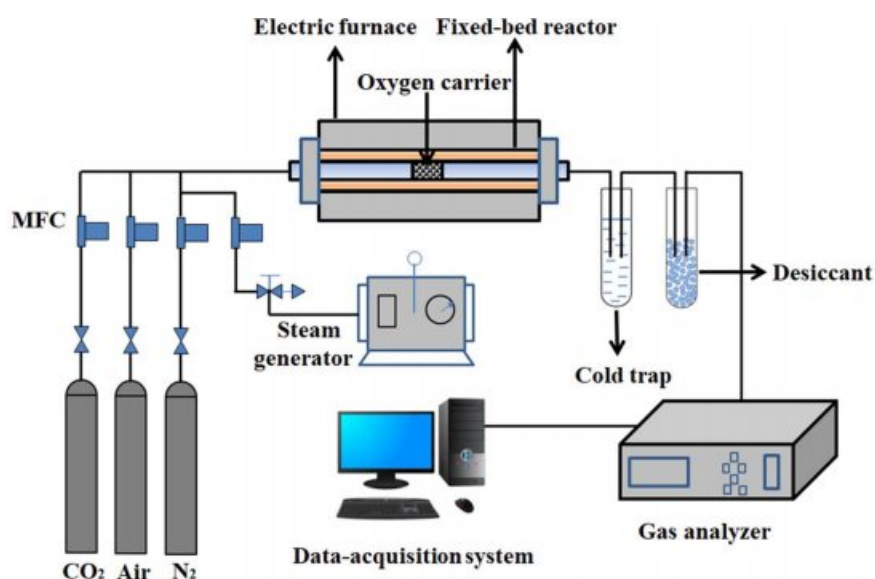 Electric furnace
Fixed-bed reactor
Oxygen carrier
MFC
Desiccant
Steam
generator
Cold trap
Gas analyzer
Data-acquisition system
CO₂ Air N₂